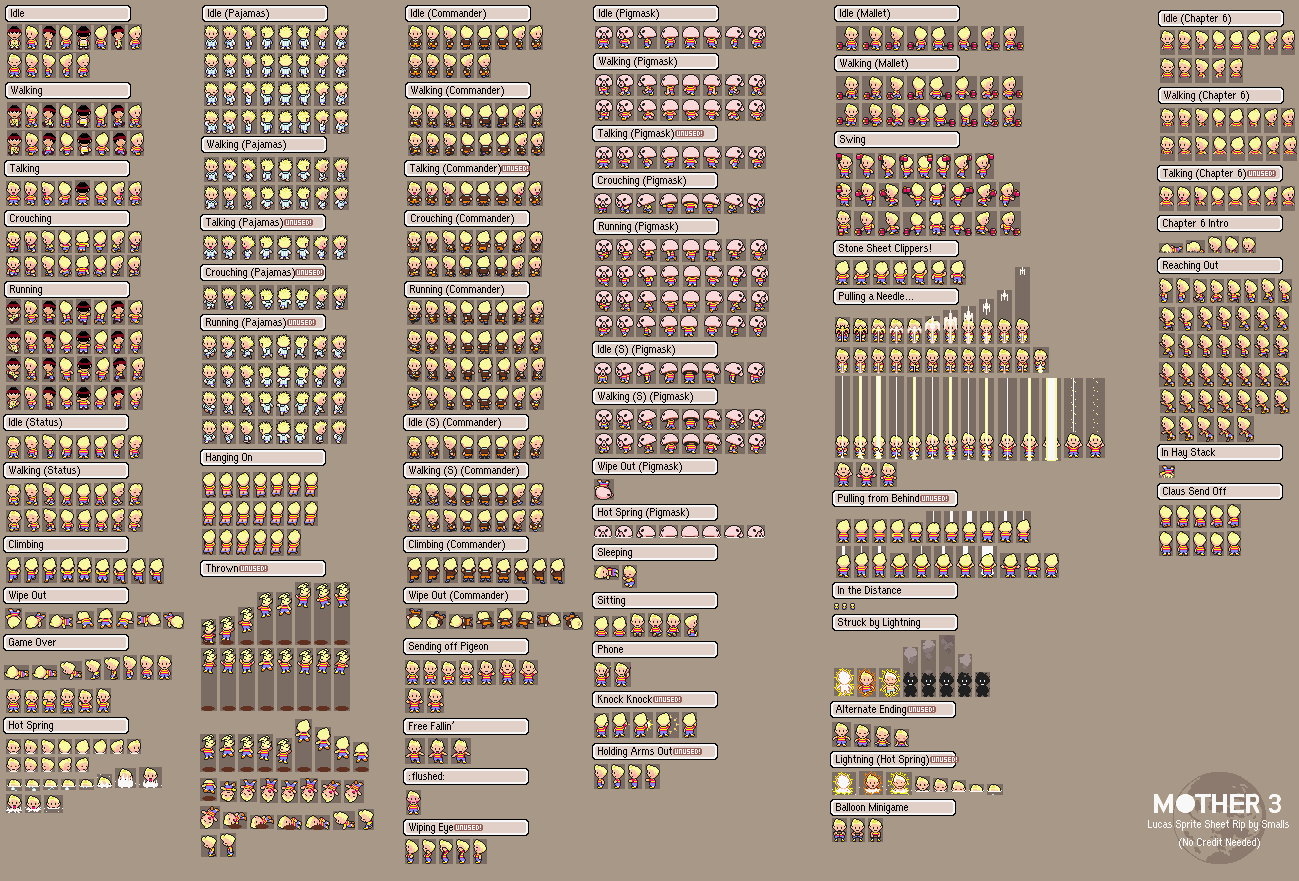 Idle
Walking
Talking
Crouching
Running
Idle (Status)
Walking (Status)
Climbing
Wipe Out
Game Over
Hot Spring
Idle (Pajamas)
Walking (Pajamas)
Talking (Pajamas) UNUSED!
Crouching (Pajamas) UNUSED!
Running (Pajamas) UNUSED!
Hanging On
Thrown UNUSED!
Idle (Commander)
Walking (Commander)
Talking (Commander) UNUSED!
Crouching (Commander)
Running (Commander)
Idle (S) (Commander)
Walking (S) (Commander)
Climbing (Commander)
Wipe Out (Commander)
Sending off Pigeon
Free Fallin'
:flushed:
Wiping Eye UNUSED!
Idle (Pigmask)
Walking (Pigmask)
Talking (Pigmask) UNUSED!
Crouching (Pigmask)
Running (Pigmask)
Idle (S) (Pigmask)
Walking (S) (Pigmask)
Wipe Out (Pigmask)
Hot Spring (Pigmask)
Sleeping
Sitting
Phone
Knock Knock UNUSED!
Holding Arms Out UNUSED!
Idle (Mallet)
Walking (Mallet)
Swing
Stone Sheet Clippers!
Pulling a Needle...
Pulling from Behind UNUSED!
In the Distance
Struck by Lightning
Alternate Ending UNUSED!
Lightning (Hot Spring) UNUSED!
Balloon Minigame
Idle (Chapter 6)
Walking (Chapter 6)
Talking (Chapter 6) UNUSED!
Chapter 6 Intro
Reaching Out
In Hay Stack
Claus Send Off
MOTHER 3
Lucas Sprite Sheet Rip by Smalls
(No Credit Needed)